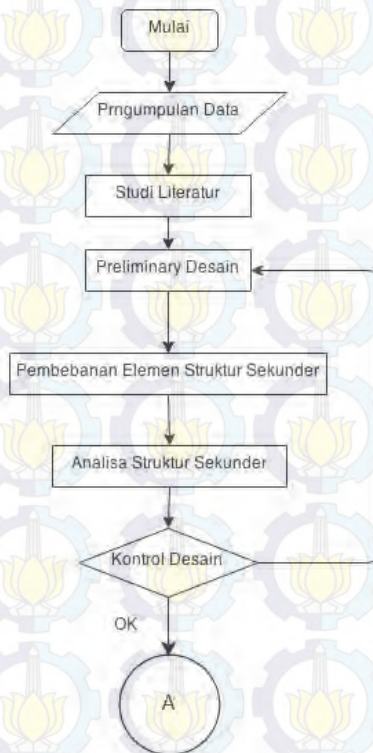 Mulai
Prngumpulan Data
Studi Literatur
Preliminary Desain
Pembebanan Elemen Struktur Sekunder
Analisa Struktur Sekunder
Kontrol Desain
OK
A